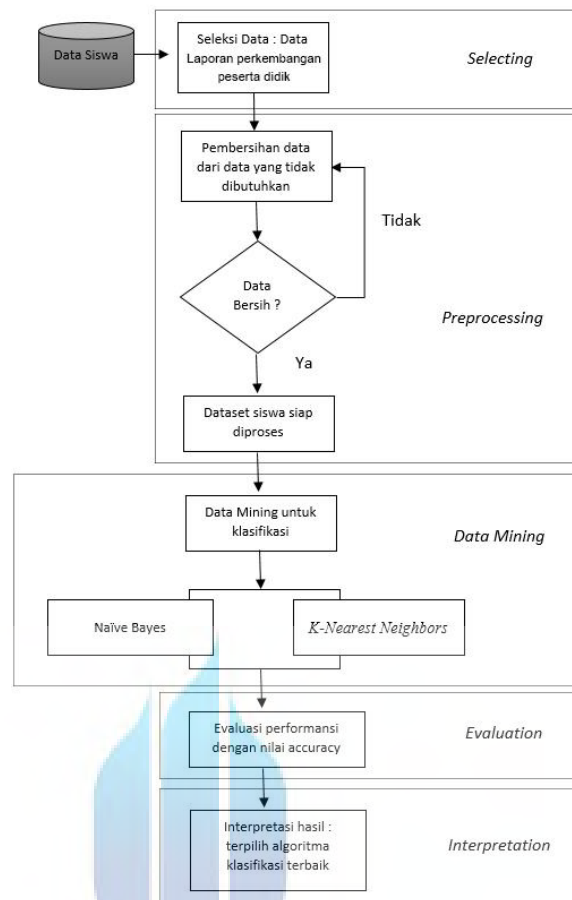 Data Siswa
Seleksi Data : Data
Laporan perkembangan
peserta didik
Selecting
Pembersihan data
dari data yang tidak
dibutuhkan
Tidak
Data
Bersih ?
Preprocessing
Ya
Dataset siswa siap
diproses
Data Mining untuk
klasifikasi
Data Mining
Naïve Bayes
K-Nearest Neighbors
Evaluasi performansi
dengan nilai accuracy
Evaluation
Interpretasi hasil :
terpilih algoritma
klasifikasi terbaik
Interpretation